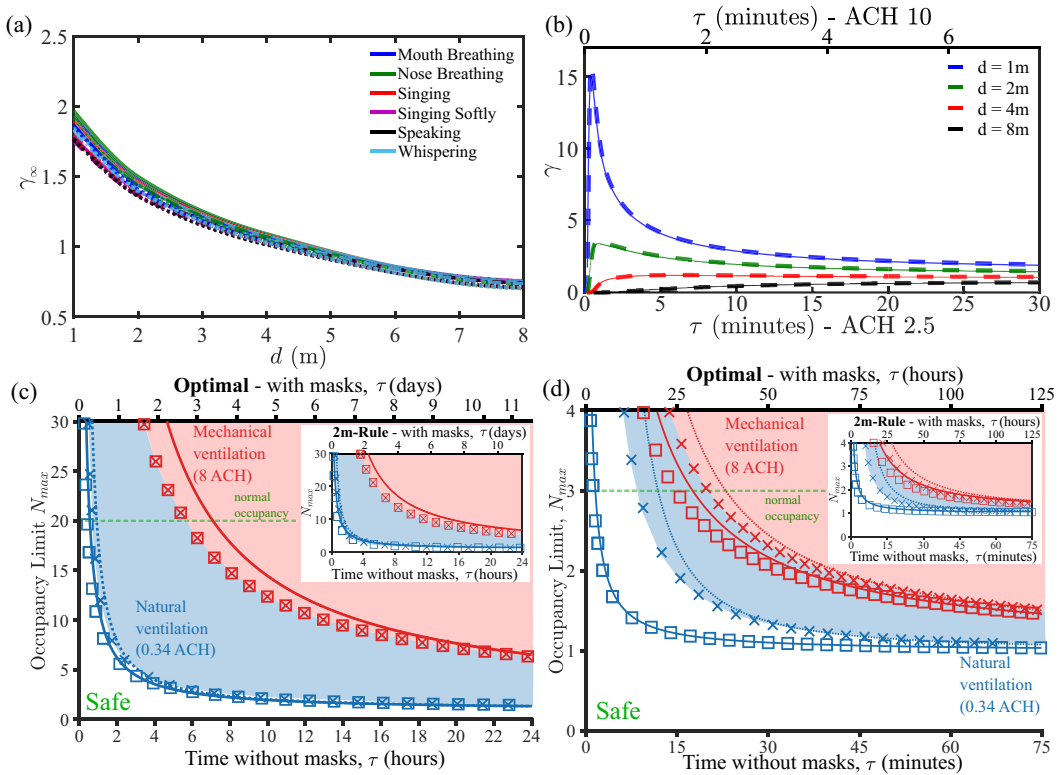 (a)
2.5
2
1.5
1
0.5
γ∞
1 2 3 4 5 6 7 8
d (m)
Mouth Breathing
Nose Breathing
Singing
Singing Softly
Speaking
Whispering
(b)
τ (minutes) - ACH 10
0 2 4 6
15
10
5
0
γ
0 5 10 15 20 25 30
τ (minutes) - ACH 2.5
d = 1m
d = 2m
d = 4m
d = 8m
(c)
Optimal - with masks, τ (days)
0 1 2 3 4 5 6 7 8 9 10 11
30
25
20
15
10
5
0
Occupancy Limit N_max
Mechanical
ventilation
(8 ACH)
normal
occupancy
Natural
ventilation
(0.34 ACH)
Safe
0 2 4 6 8 10 12 14 16 18 20 22 24
Time without masks, τ (hours)
2m-Rule - with masks, τ (days)
0 2 4 6 8
30
20
10
0
N_max
0 4 8 12 16 20 24
Time without masks, τ (hours)
(d)
Optimal - with masks, τ (hours)
0 25 50 75 100 125
4
3
2
1
0
Occupancy Limit, N_max
Mechanical
ventilation
(8 ACH)
normal
occupancy
Natural
ventilation
(0.34 ACH)
Safe
0 15 30 45 60 75
Time without masks, τ (minutes)
2m-Rule - with masks, τ (hours)
0 25 50 75 100 125
4
3
2
1
0
N_max
0 15 30 45 60 75
Time without masks,
τ (minutes)